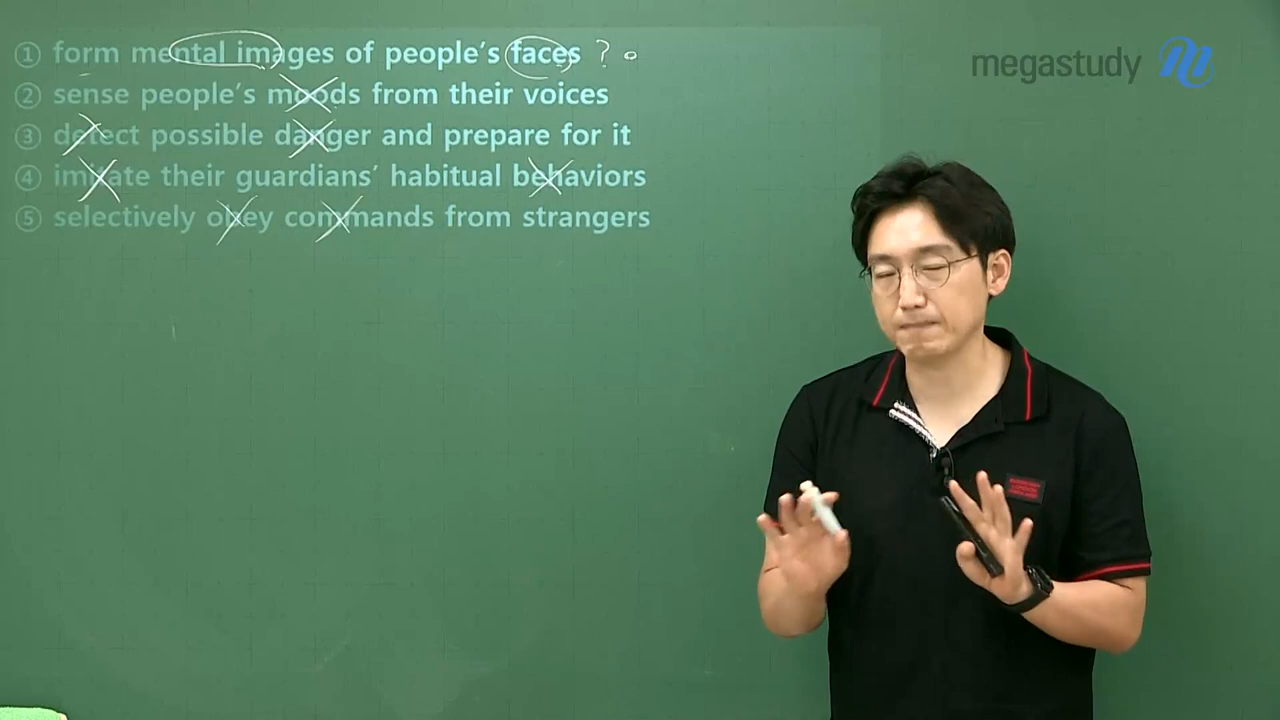 ① form mental images of people's faces ?
megastudy
② sense people's moods from their voices
③ detect possible danger and prepare for it
④ imitate their guardians' habitual behaviors
⑤ selectively obey commands from strangers